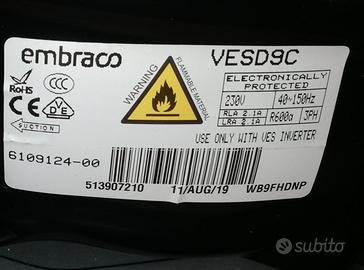 embraco
VESD9C
RoHS
CCC
CE
VDE
SUCTION
WARNING
FLAMMABLE MATERIAL
ELECTRONICALLY
PROTECTED
230V 40~150Hz
RLA 2.1A
LRA 2.1A
R600a 3PH
USE ONLY WITH VES INVERTER
6109124-00
513907210 11/AUG/19 WB9FHDNP
subito